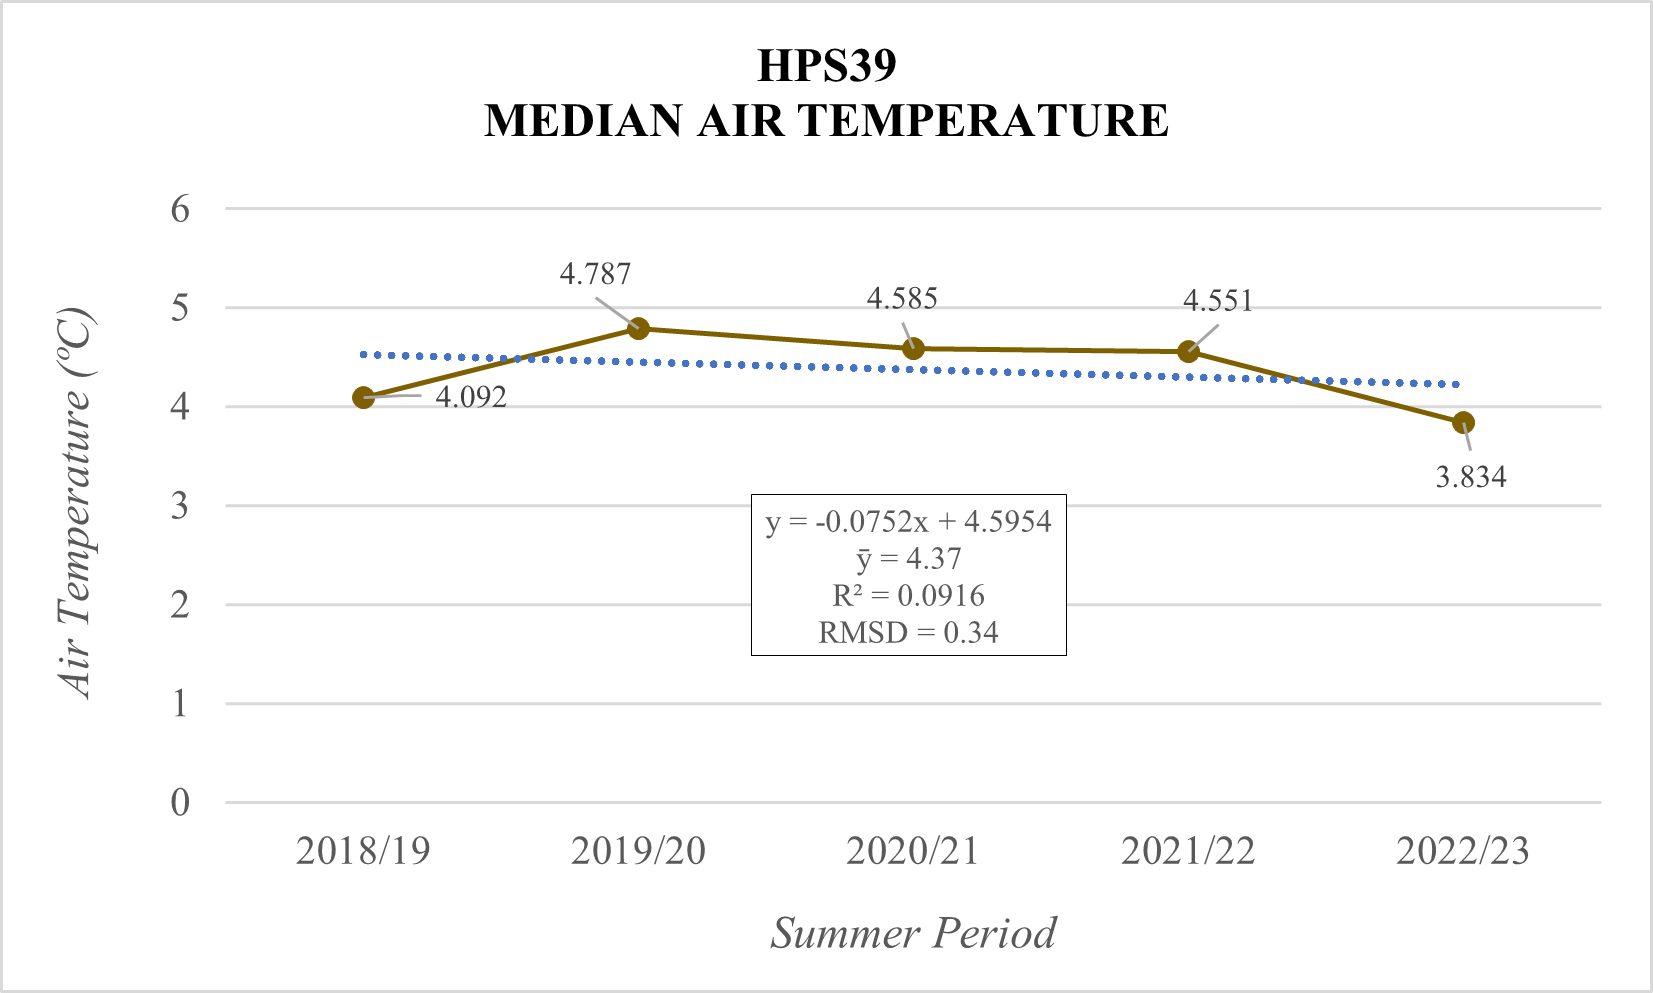 HPS39
MEDIAN AIR TEMPERATURE
6
5
4
3
2
1
0
Air Temperature (ºC)
4.092
4.787
4.585
4.551
3.834
y = -0.0752x + 4.5954
ȳ = 4.37
R² = 0.0916
RMSD = 0.34
2018/19
2019/20
2020/21
2021/22
2022/23
Summer Period